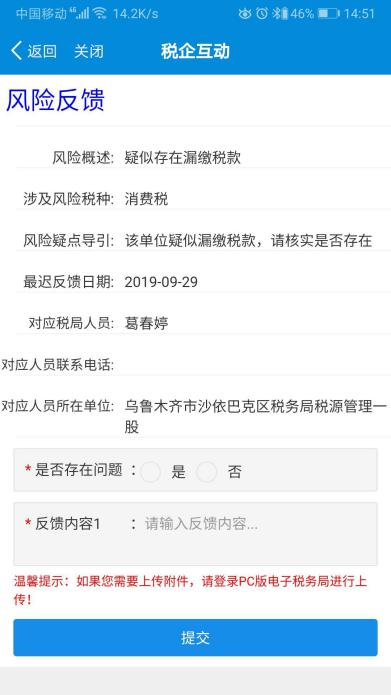 中国移动 4G 14.2K/s 46% 14:51
返回 关闭 税企互动
风险反馈
风险概述: 疑似存在漏缴税款
涉及风险税种: 消费税
风险疑点导引: 该单位疑似漏缴税款，请核实是否存在
最迟反馈日期: 2019-09-29
对应税局人员: 葛春婷
对应人员联系电话:
对应人员所在单位: 乌鲁木齐市沙依巴克区税务局税源管理一
股
* 是否存在问题 ： 是 否
* 反馈内容1 ： 请输入反馈内容...
温馨提示：如果您需要上传附件，请登录PC版电子税务局进行上
传！
提交